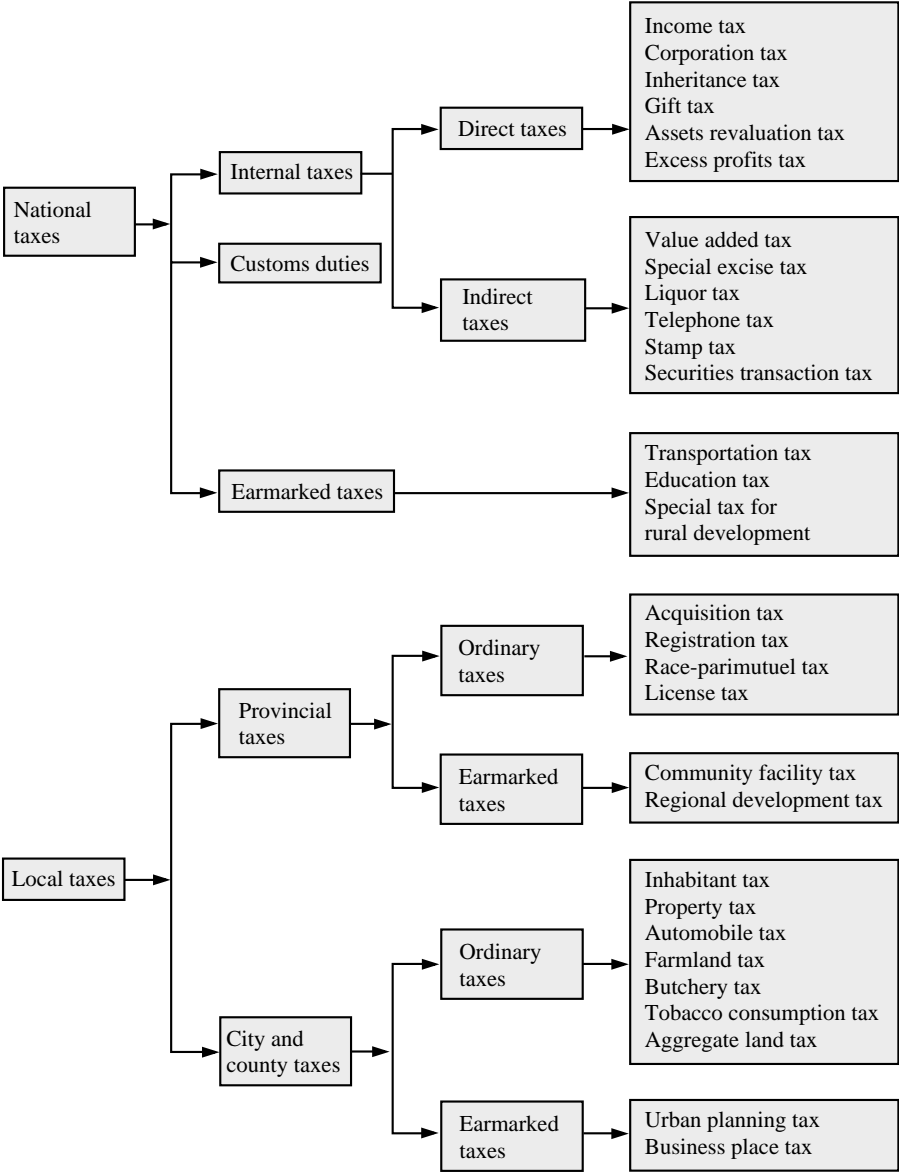 National
taxes
Internal taxes
Customs duties
Earmarked taxes
Direct taxes
Indirect
taxes
Income tax
Corporation tax
Inheritance tax
Gift tax
Assets revaluation tax
Excess profits tax
Value added tax
Special excise tax
Liquor tax
Telephone tax
Stamp tax
Securities transaction tax
Transportation tax
Education tax
Special tax for
rural development
Local taxes
Provincial
taxes
Ordinary
taxes
Acquisition tax
Registration tax
Race-parimutuel tax
License tax
Earmarked
taxes
Community facility tax
Regional development tax
City and
county taxes
Ordinary
taxes
Inhabitant tax
Property tax
Automobile tax
Farmland tax
Butchery tax
Tobacco consumption tax
Aggregate land tax
Earmarked
taxes
Urban planning tax
Business place tax